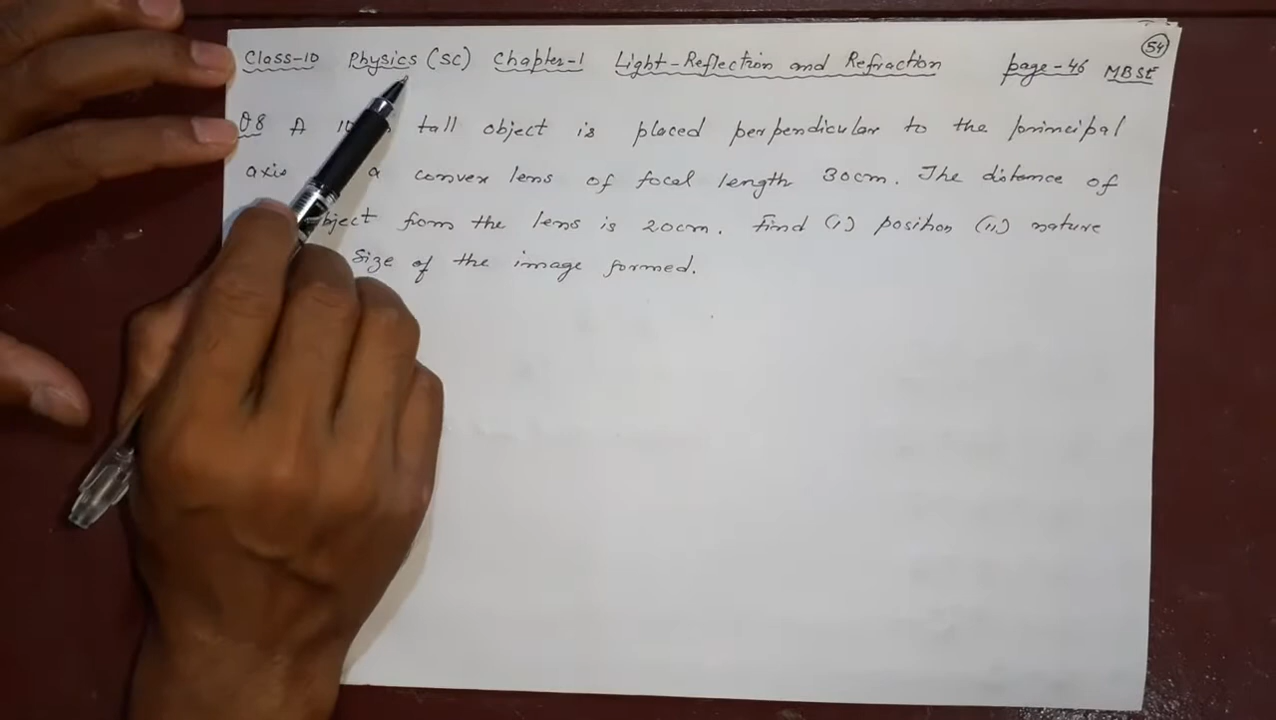 54
Class-10 Physics (SC) Chapter-1 Light-Reflection and Refraction page-46 MBSE
Q8 A tall object is placed perpendicular to the principal
axis a convex lens of focal length 30cm. The distance of
from the lens is 20cm. Find (i) position (ii) nature
size of the image formed.